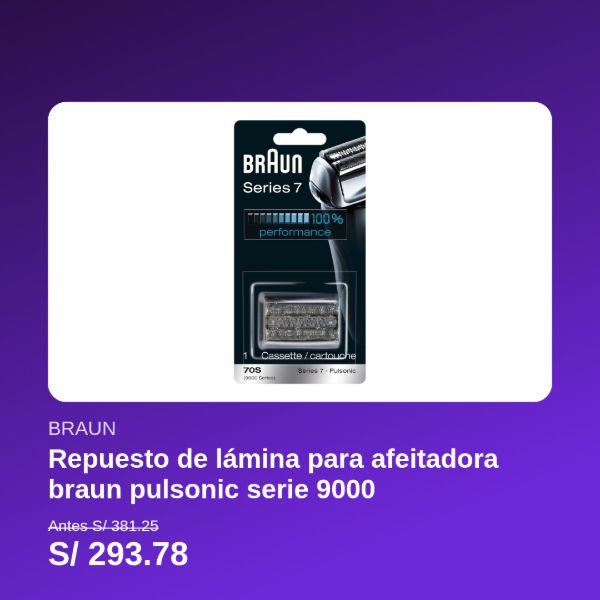 BRAUN
Series 7
100%
performance
1 Cassette / cartouche
70S
Series 7 · Pulsonic
(9000 Series)
BRAUN
Repuesto de lámina para afeitadora
braun pulsonic serie 9000
Antes S/ 381.25
S/ 293.78